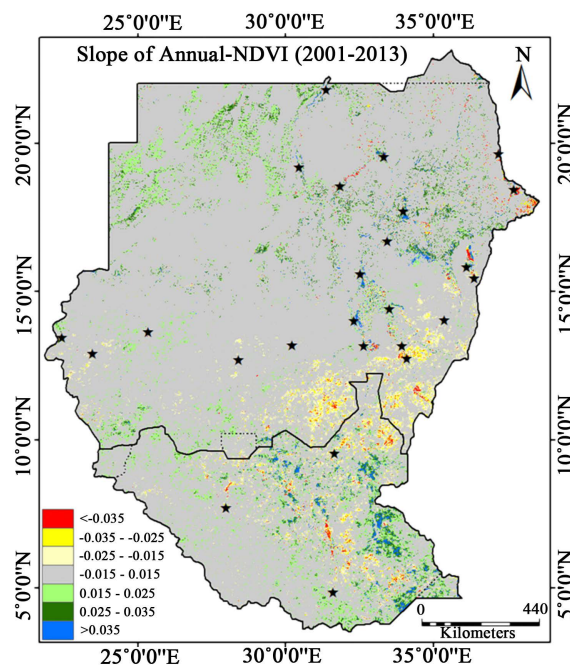 25°0'0"E 30°0'0"E 35°0'0"E
Slope of Annual-NDVI (2001-2013)
N
20°0'0"N 20°0'0"N
15°0'0"N 15°0'0"N
10°0'0"N 10°0'0"N
5°0'0"N 5°0'0"N
<-0.035
-0.035 - -0.025
-0.025 - -0.015
-0.015 - 0.015
0.015 - 0.025
0.025 - 0.035
>0.035
0 440
Kilometers
25°0'0"E 30°0'0"E 35°0'0"E